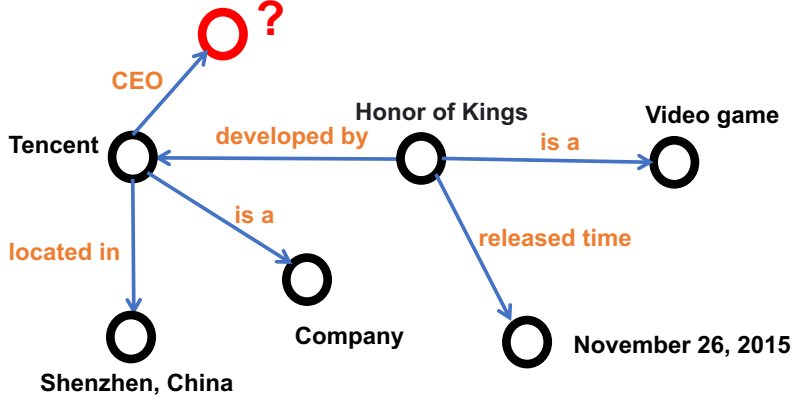 ?
CEO
Honor of Kings
Video game
Tencent
developed by
is a
is a
released time
located in
Company
November 26, 2015
Shenzhen, China